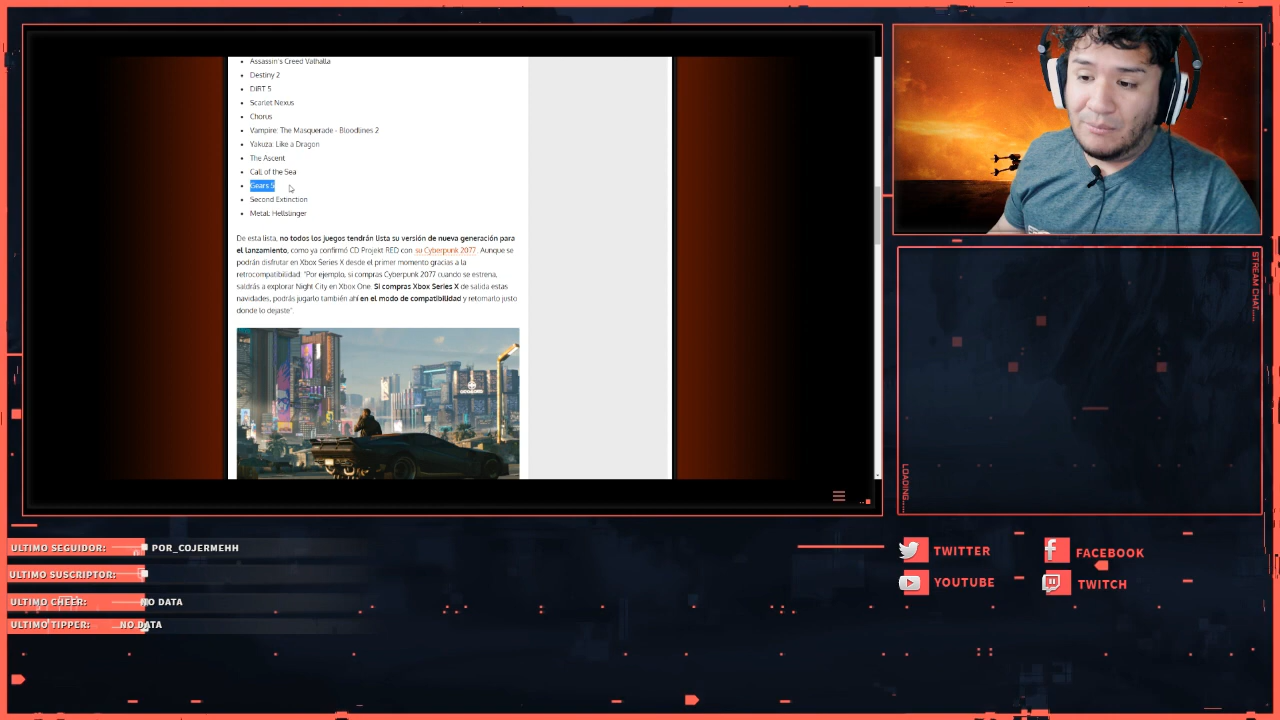 Assassin's Creed Valhalla
Destiny 2
DIRT 5
Scarlet Nexus
Chorus
Vampire: The Masquerade - Bloodlines 2
Yakuza: Like a Dragon
The Ascent
Call of the Sea
Gears 5
Second Extinction
Metal: Hellslinger
De esta lista, no todos los juegos tendrán lista su versión de nueva generación para
el lanzamiento, como ya confirmó CD Projekt RED con su Cyberpunk 2077. Aunque se
podrán disfrutar en Xbox Series X desde el primer momento gracias a la
retrocompatibilidad. "Por ejemplo, si compras Cyberpunk 2077 cuando se estrena,
saldrás a explorar Night City en Xbox One. Si compras Xbox Series X de salida estas
navidades, podrás jugarlo también ahí en el modo de compatibilidad y retomarlo justo
donde lo dejaste".
STREAM CHAT.....
LOADING.....
ULTIMO SEGUIDOR: POR_COJERMEHH
ULTIMO SUSCRIPTOR:
ULTIMO CHEER: NO DATA
ULTIMO TIPPER: NO DATA
TWITTER
FACEBOOK
YOUTUBE
TWITCH